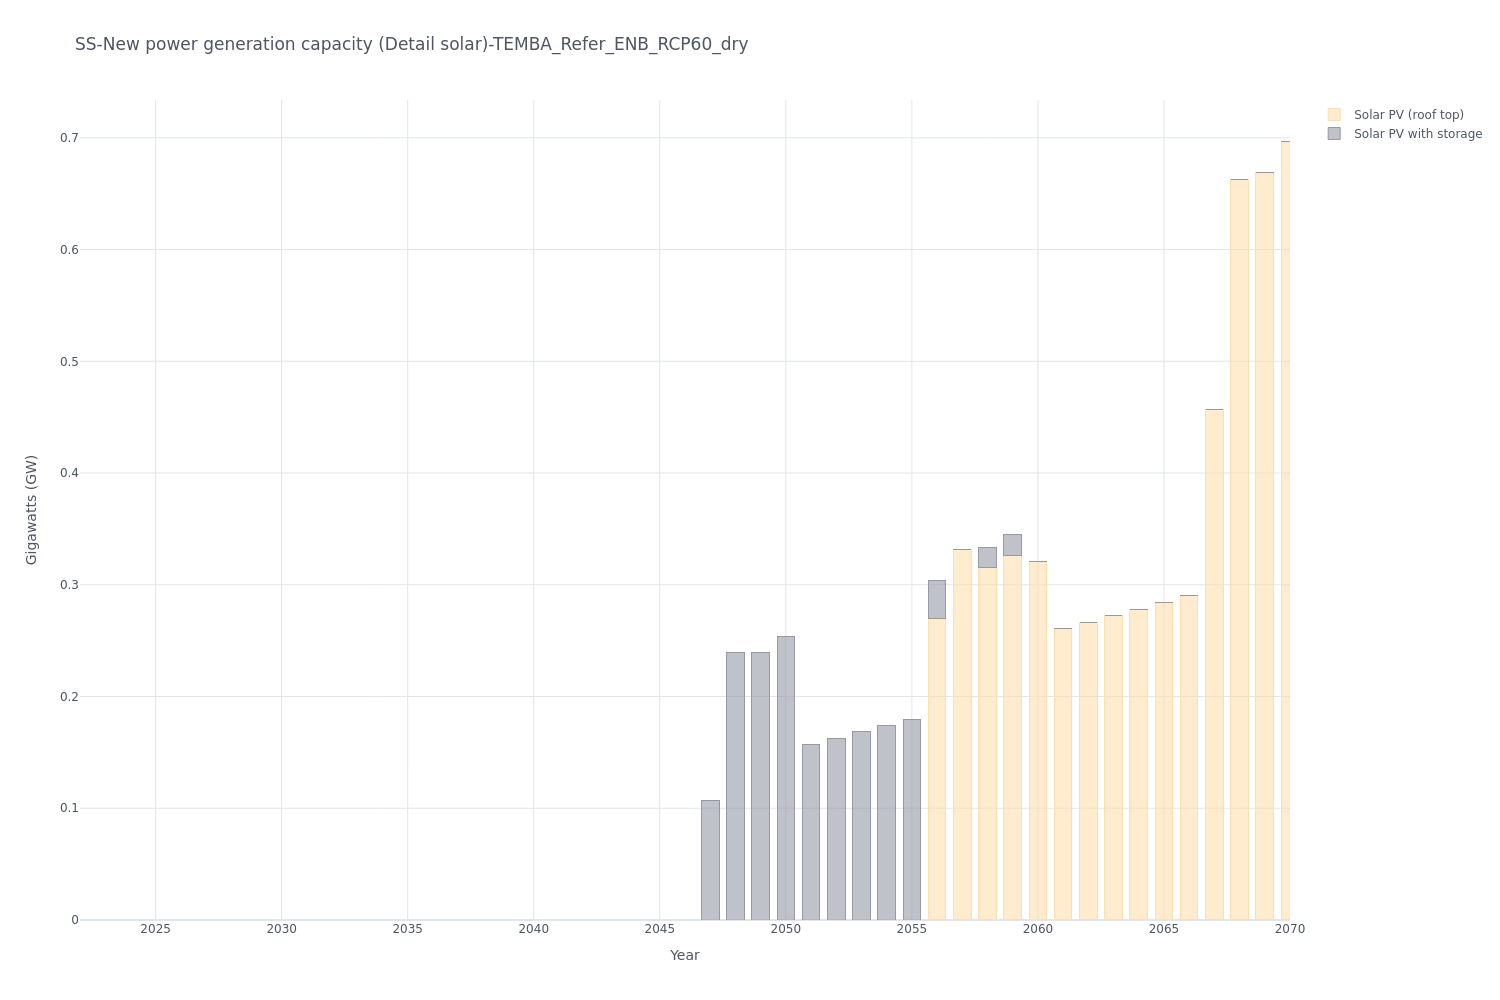 SS-New power generation capacity (Detail solar)-TEMBA_Refer_ENB_RCP60_dry
Solar PV (roof top)
Solar PV with storage
0.7
0.6
0.5
0.4
0.3
0.2
0.1
0
Gigawatts (GW)
2025 2030 2035 2040 2045 2050 2055 2060 2065 2070
Year